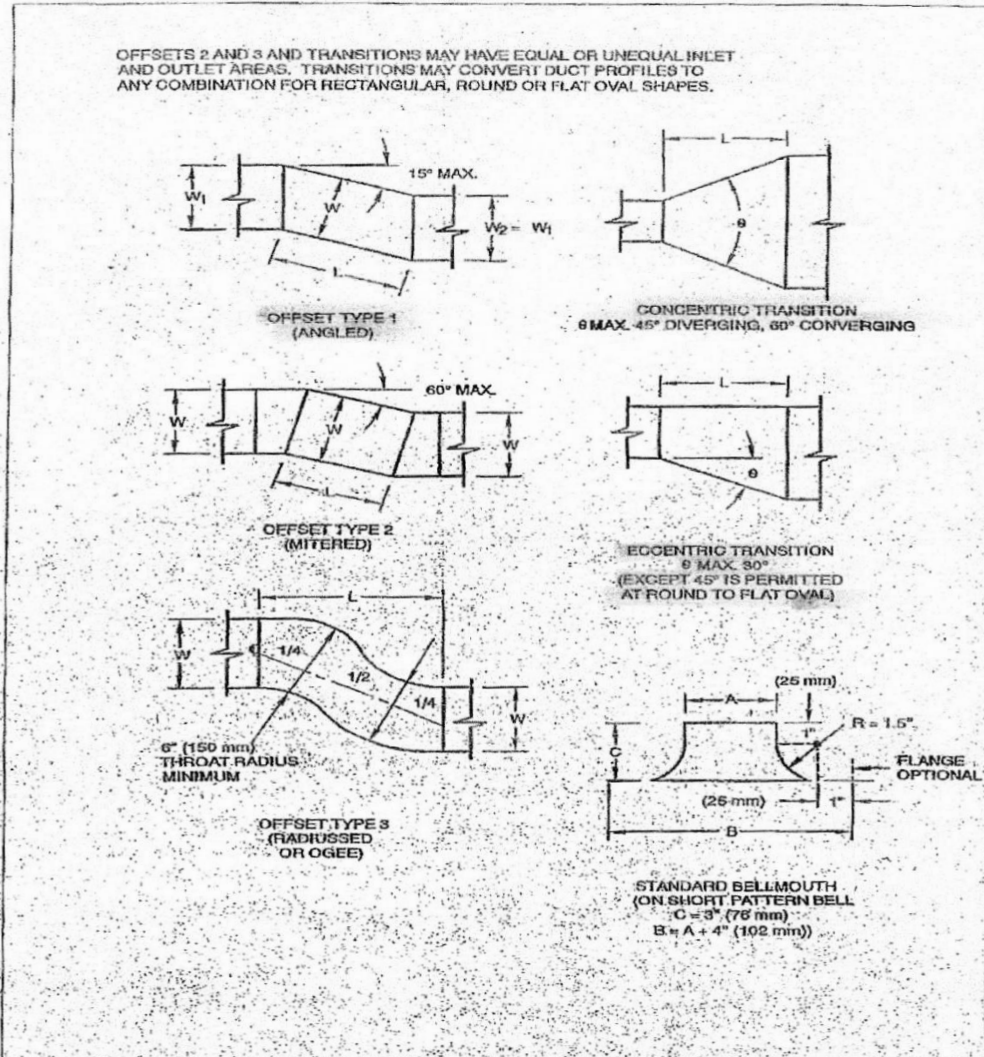 OFFSETS 2 AND 3 AND TRANSITIONS MAY HAVE EQUAL OR UNEQUAL INLET
AND OUTLET AREAS. TRANSITIONS MAY CONVERT DUCT PROFILES TO
ANY COMBINATION FOR RECTANGULAR, ROUND OR FLAT OVAL SHAPES.
W1
15° MAX.
W
W2 = W1
L
OFFSET TYPE 1
(ANGLED)
L
θ
CONCENTRIC TRANSITION
θ MAX. 45° DIVERGING, 60° CONVERGING
W
60° MAX.
W
W
L
OFFSET TYPE 2
(MITERED)
L
θ
ECCENTRIC TRANSITION
θ MAX. 30°
(EXCEPT 45° IS PERMITTED
AT ROUND TO FLAT OVAL)
L
W
1/4
1/2
1/4
W
6" (150 mm)
THROAT RADIUS
MINIMUM
OFFSET TYPE 3
(RADIUSSED
OR OGEE)
A
(25 mm)
1"
R = 1.5"
C
FLANGE
OPTIONAL
(25 mm)
1"
B
STANDARD BELLMOUTH
(ON SHORT PATTERN BELL
C = 3" (76 mm)
B = A + 4" (102 mm))